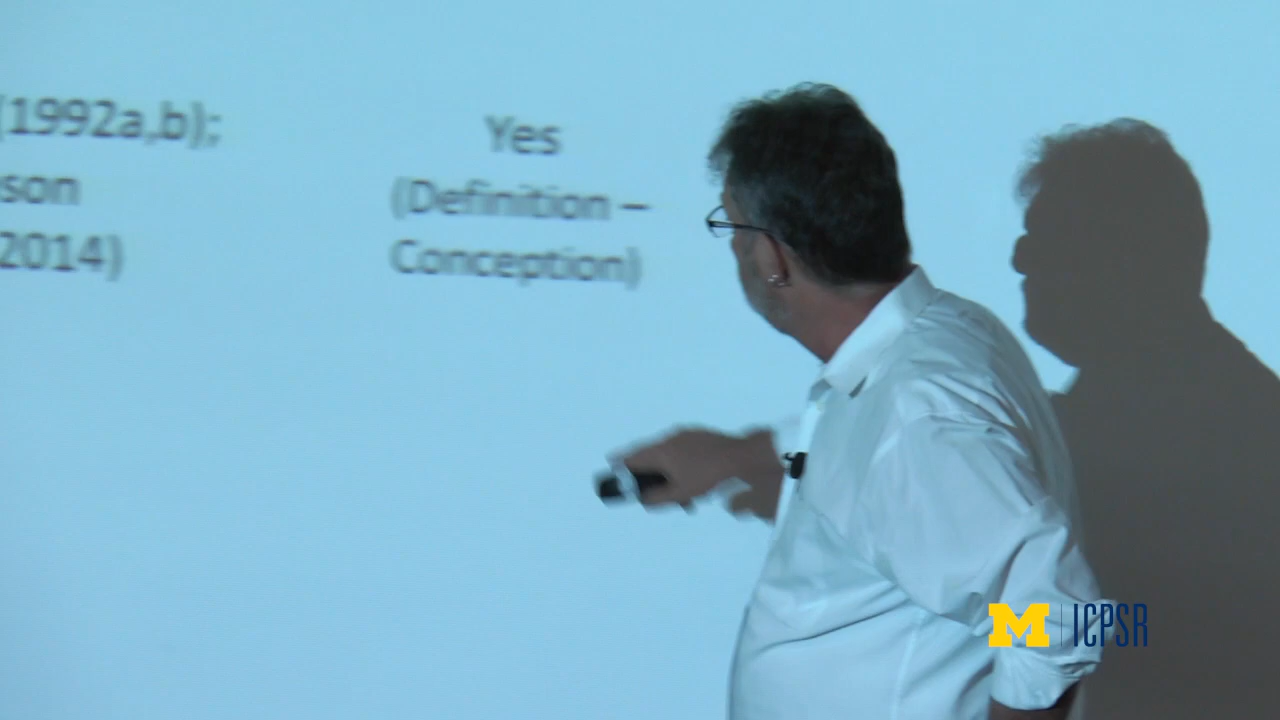 (1992a,b);
son
2014)
Yes
(Definition –
Conception)
M | ICPSR